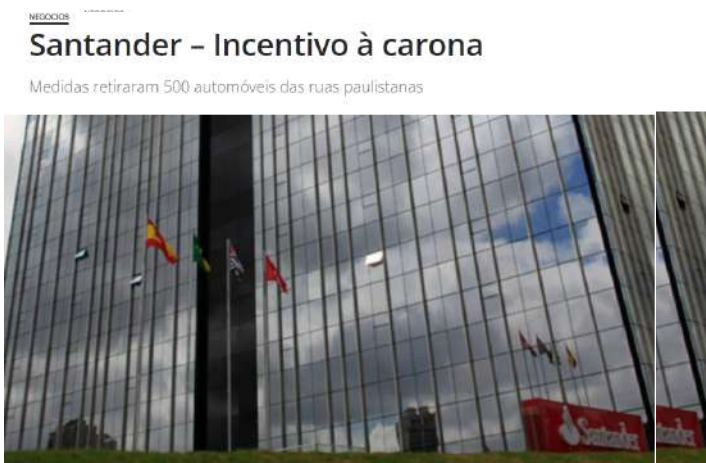 NEGÓCIOS
Santander – Incentivo à carona
Medidas retiraram 500 automóveis das ruas paulistanas
Santander